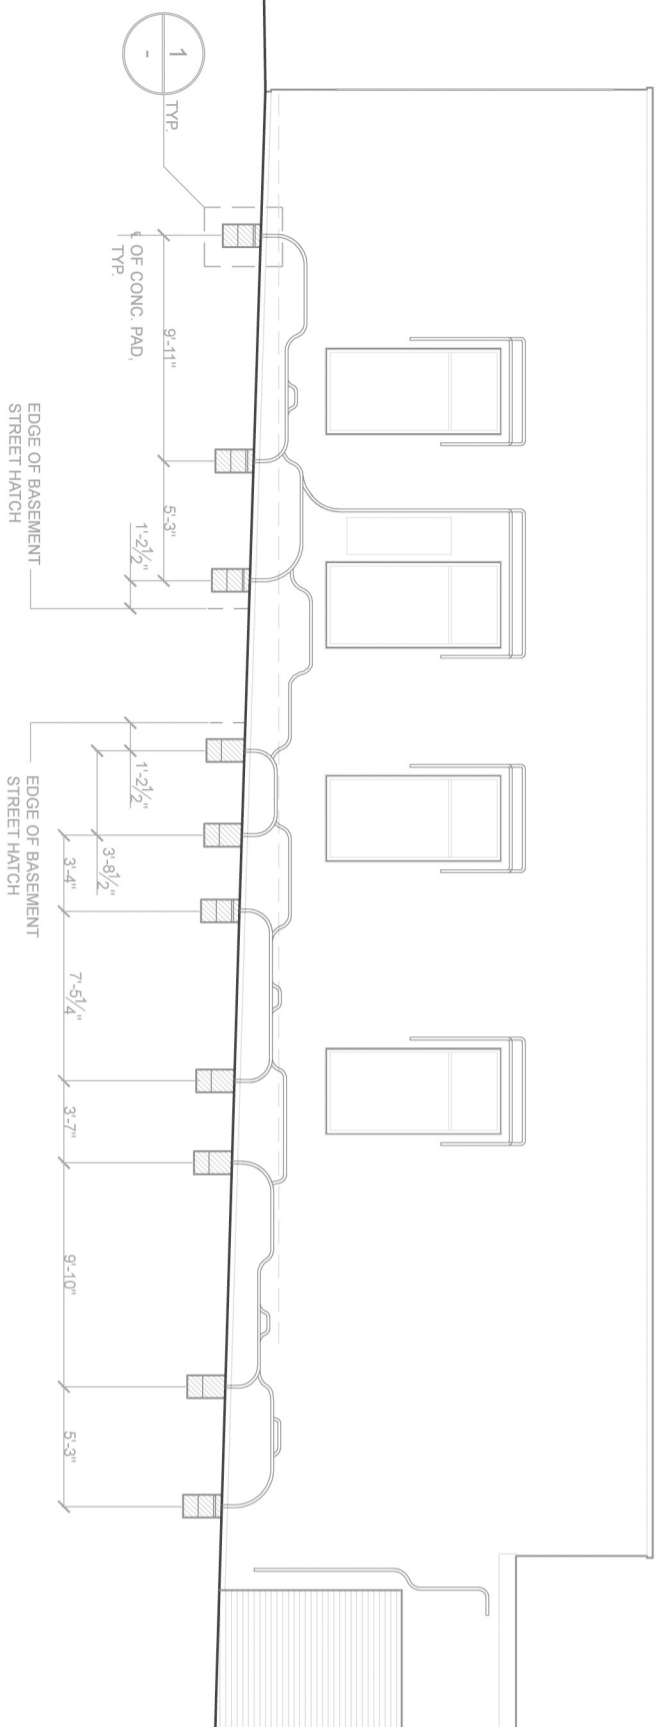 1
-
TYP.
℄ OF CONC. PAD,
TYP.
9'-11"
5'-3"
1'-2½"
EDGE OF BASEMENT
STREET HATCH
1'-2½"
EDGE OF BASEMENT
STREET HATCH
3'-8½"
3'-4"
7'-5¼"
3'-7"
9'-10"
5'-3"